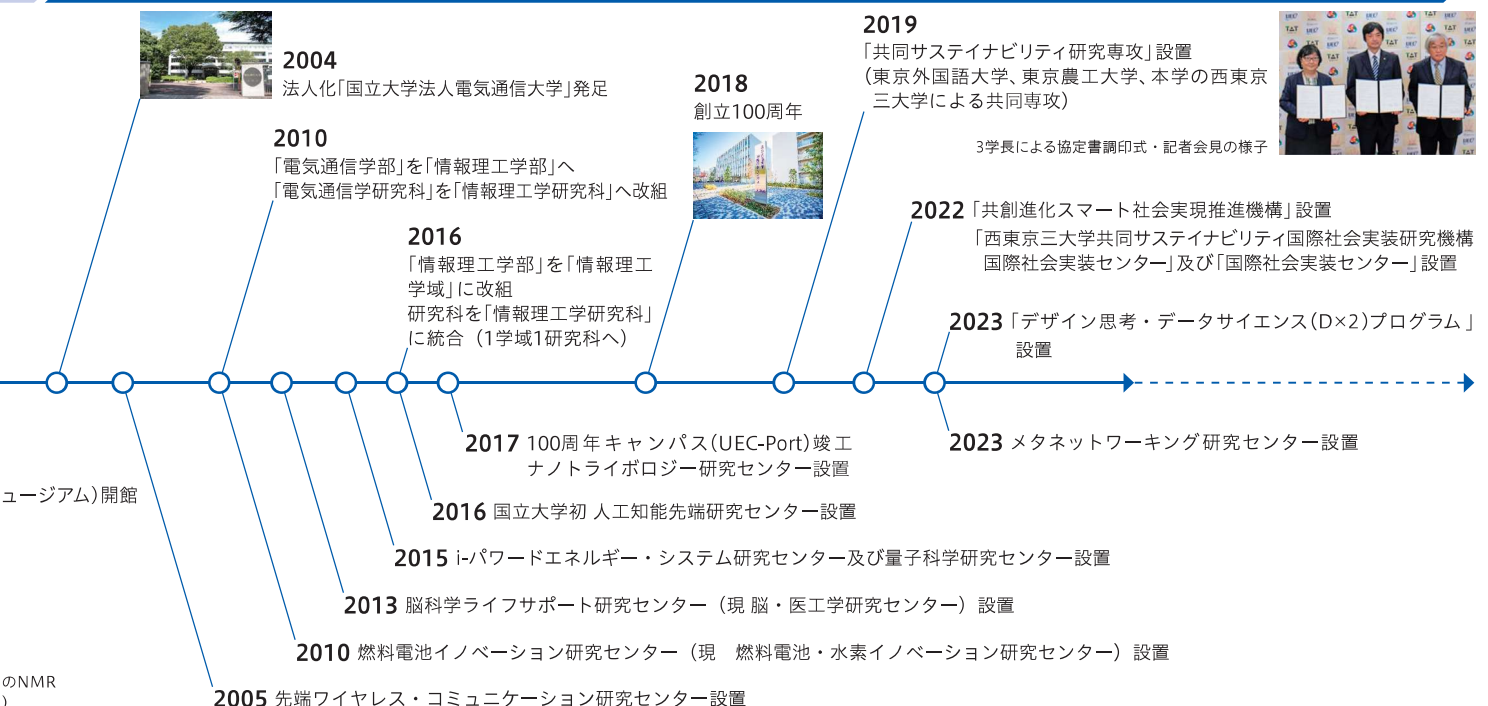 2004
法人化「国立大学法人電気通信大学」発足
2010
「電気通信学部」を「情報理工学部」へ
「電気通信学研究科」を「情報理工学研究科」へ改組
2016
「情報理工学部」を「情報理工
学域」に改組
研究科を「情報理工学研究科」
に統合（1学域1研究科へ）
2018
創立100周年
2019
「共同サステイナビリティ研究専攻」設置
（東京外国語大学、東京農工大学、本学の西東京
三大学による共同専攻）
3学長による協定書調印式・記者会見の様子
2022「共創進化スマート社会実現推進機構」設置
「西東京三大学共同サステイナビリティ国際社会実装研究機構
国際社会実装センター」及び「国際社会実装センター」設置
2023「デザイン思考・データサイエンス（D×2）プログラム」
設置
2023 メタネットワーキング研究センター設置
2017 100周年キャンパス（UEC-Port）竣工
ナノトライボロジー研究センター設置
ュージアム）開館
2016 国立大学初 人工知能先端研究センター設置
2015 i-パワードエネルギー・システム研究センター及び量子科学研究センター設置
2013 脳科学ライフサポート研究センター（現 脳・医工学研究センター）設置
2010 燃料電池イノベーション研究センター（現　燃料電池・水素イノベーション研究センター）設置
のNMR
）
2005 先端ワイヤレス・コミュニケーション研究センター設置